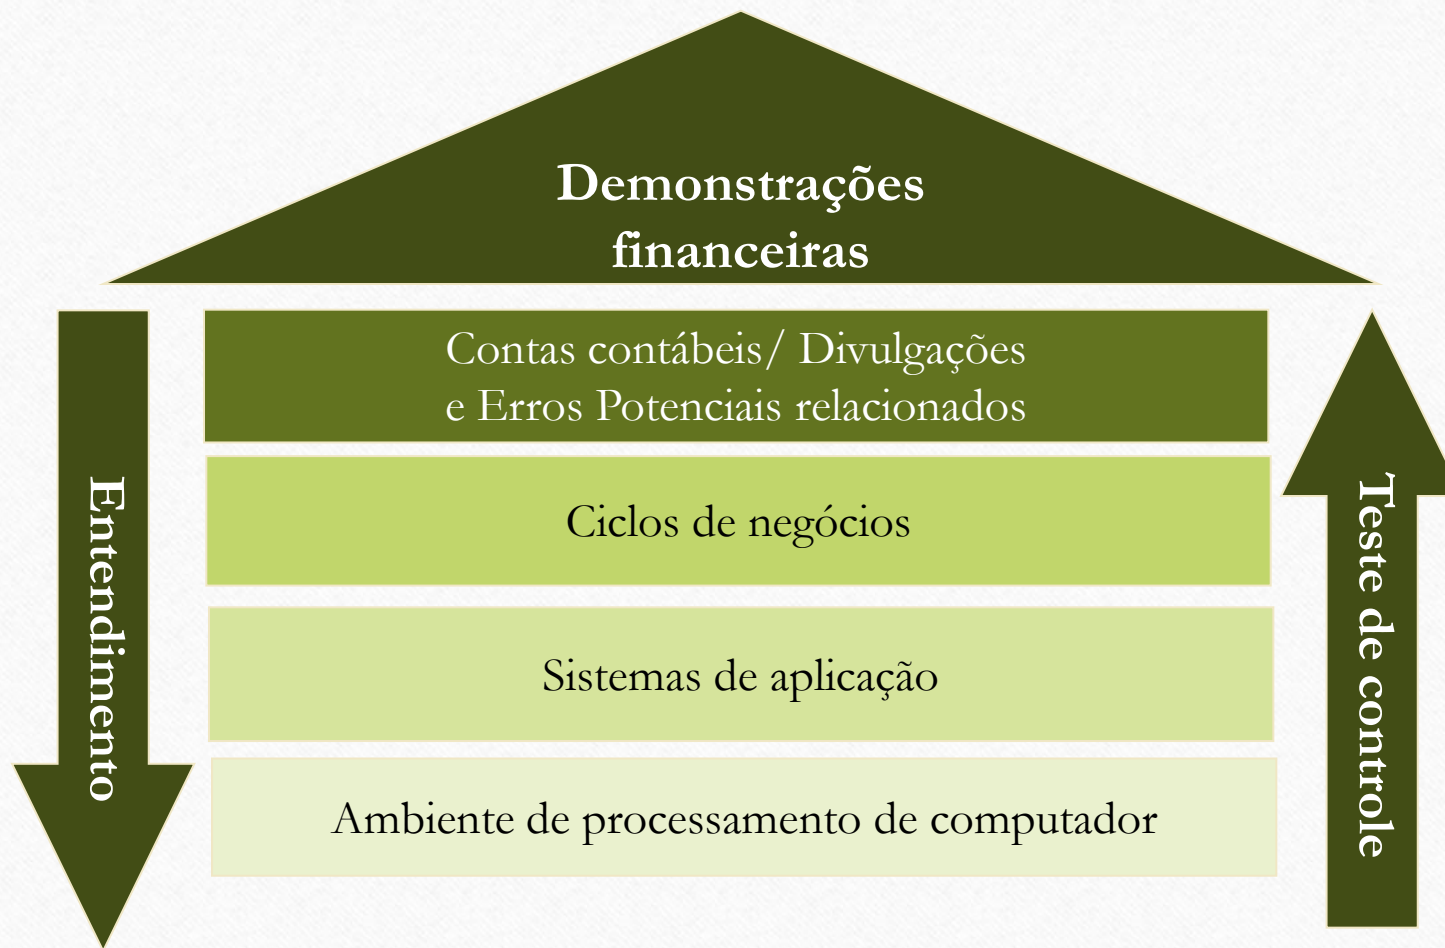 Demonstrações
financeiras
Contas contábeis/ Divulgações
e Erros Potenciais relacionados
Ciclos de negócios
Sistemas de aplicação
Ambiente de processamento de computador
Entendimento
Teste de controle